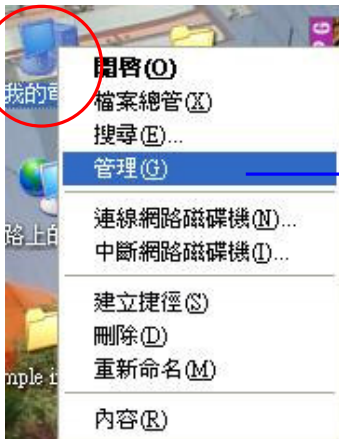 我的電
開啓(O)
檔案總管(X)
搜尋(E)...
管理(G)
路上的
連線網路磁碟機(N)...
中斷網路磁碟機(I)...
建立捷徑(S)
刪除(D)
mple i
重新命名(M)
內容(R)